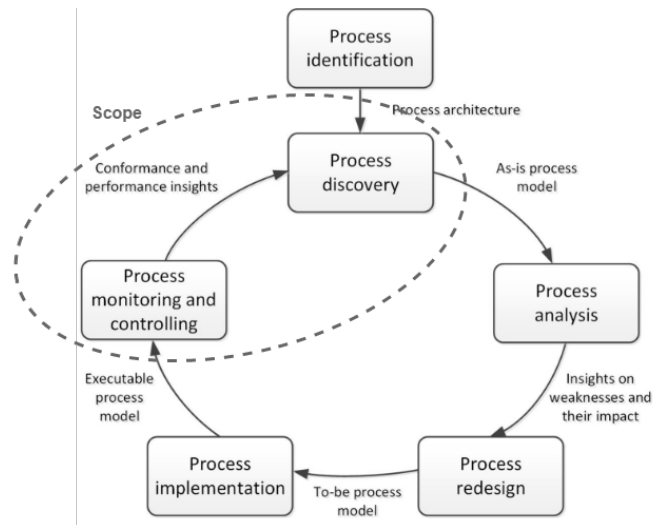 Process
identification
Scope
Process architecture
Process
discovery
Conformance and
performance insights
As-is process
model
Process
monitoring and
controlling
Process
analysis
Executable
process
model
Insights on
weaknesses and
their impact
Process
implementation
To-be process
model
Process
redesign